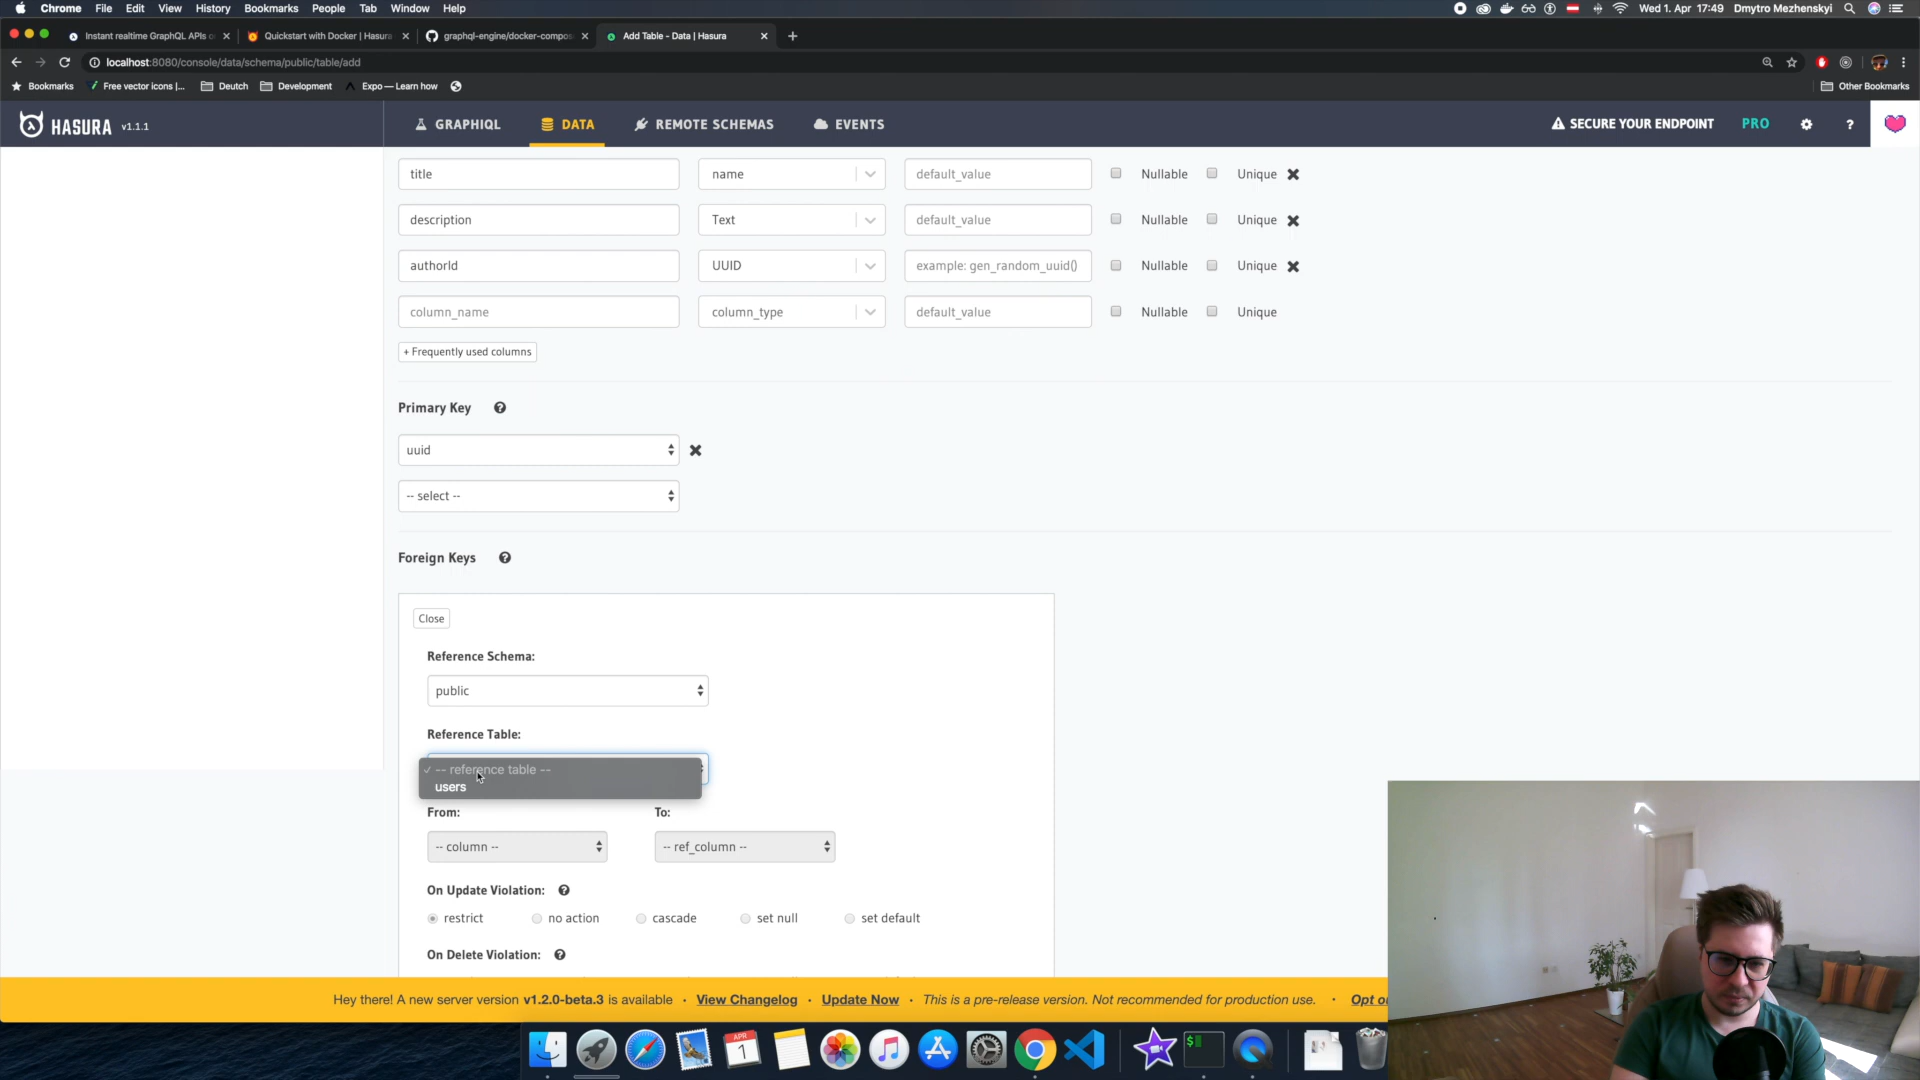 Chrome File Edit View History Bookmarks People Tab Window Help
Wed 1. Apr 17:49 Dmytro Mezhenskyi
Instant realtime GraphQL APIs o
Quickstart with Docker | Hasura
graphql-engine/docker-compos
Add Table - Data | Hasura
localhost:8080/console/data/schema/public/table/add
Bookmarks
Free vector icons |...
Deutch
Development
Expo — Learn how
Other Bookmarks
HASURA v1.1.1
GRAPHIQL
DATA
REMOTE SCHEMAS
EVENTS
SECURE YOUR ENDPOINT
PRO
?
title name default_value Nullable Unique
description Text default_value Nullable Unique
authorId UUID example: gen_random_uuid() Nullable Unique
column_name column_type default_value Nullable Unique
+ Frequently used columns
Primary Key ?
uuid
-- select --
Foreign Keys ?
Close
Reference Schema:
public
Reference Table:
✓ -- reference table --
users
From: To:
-- column -- -- ref_column --
On Update Violation: ?
restrict no action cascade set null set default
On Delete Violation: ?
Hey there! A new server version v1.2.0-beta.3 is available · View Changelog · Update Now · This is a pre-release version. Not recommended for production use. · Opt ou
APR
1
$